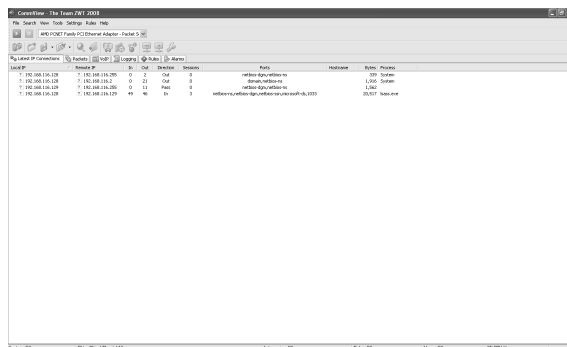 CommView - The Team ZWT 2008
File Search View Tools Settings Rules Help
AMD PCNET Family PCI Ethernet Adapter - Packet S
Latest IP Connections Packets VoIP Logging Rules Alarms
Local IP Remote IP In Out Direction Sessions Ports Hostname Bytes Process
? 192.168.116.128 ? 192.168.116.255 0 2 Out 0 netbios-dgm,netbios-ns 339 System
? 192.168.116.128 ? 192.168.116.2 0 21 Out 0 domain,netbios-ns 1,916 System
? 192.168.116.129 ? 192.168.116.255 0 11 Pass 0 netbios-dgm,netbios-ns 1,562
? 192.168.116.128 ? 192.168.116.129 49 46 In 3 netbios-ns,netbios-dgm,netbios-ssn,microsoft-ds,1033 20,517 lsass.exe